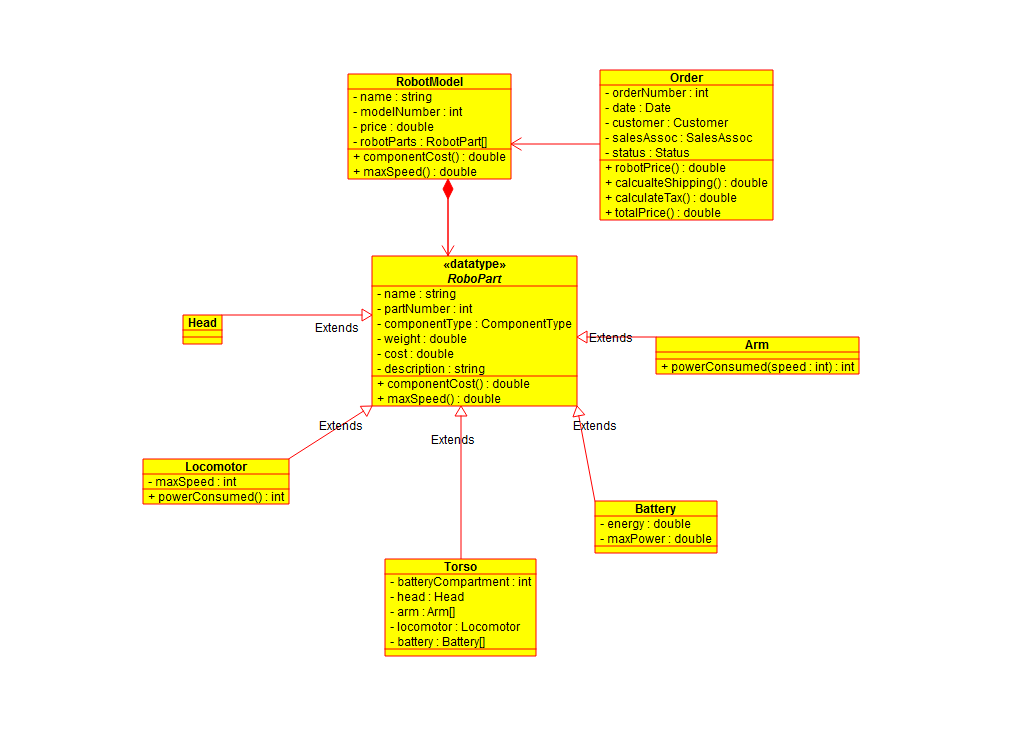 RobotModel
- name : string
- modelNumber : int
- price : double
- robotParts : RobotPart[]
+ componentCost() : double
+ maxSpeed() : double
Order
- orderNumber : int
- date : Date
- customer : Customer
- salesAssoc : SalesAssoc
- status : Status
+ robotPrice() : double
+ calcualteShipping() : double
+ calculateTax() : double
+ totalPrice() : double
«datatype»
RoboPart
- name : string
- partNumber : int
- componentType : ComponentType
- weight : double
- cost : double
- description : string
+ componentCost() : double
+ maxSpeed() : double
Head
Extends
Extends
Arm
+ powerConsumed(speed : int) : int
Extends
Extends
Extends
Locomotor
- maxSpeed : int
+ powerConsumed() : int
Battery
- energy : double
- maxPower : double
Torso
- batteryCompartment : int
- head : Head
- arm : Arm[]
- locomotor : Locomotor
- battery : Battery[]